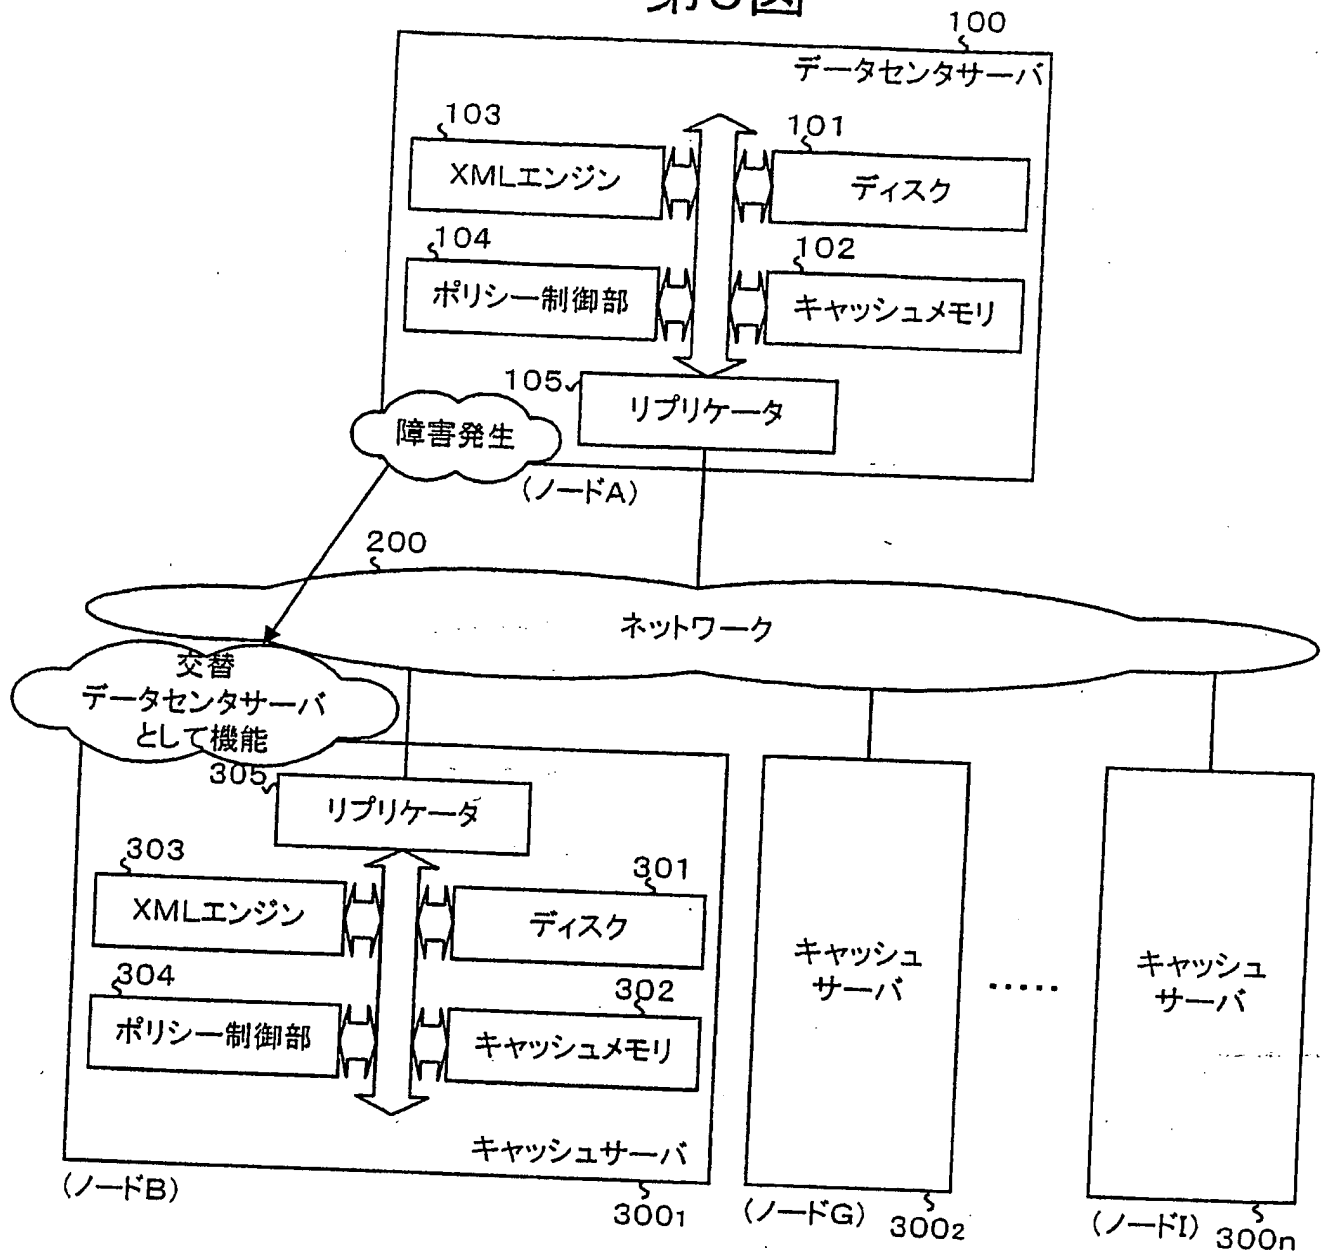 100
データセンタサーバ
103
XMLエンジン
101
ディスク
104
ポリシー制御部
102
キャッシュメモリ
105
リプリケータ
障害発生
(ノードA)
200
ネットワーク
交替
データセンタサーバ
として機能
305
リプリケータ
303
XMLエンジン
301
ディスク
304
ポリシー制御部
302
キャッシュメモリ
キャッシュサーバ
(ノードB)
300₁
キャッシュ
サーバ
(ノードG)
300₂
.....
キャッシュ
サーバ
(ノードI)
300n